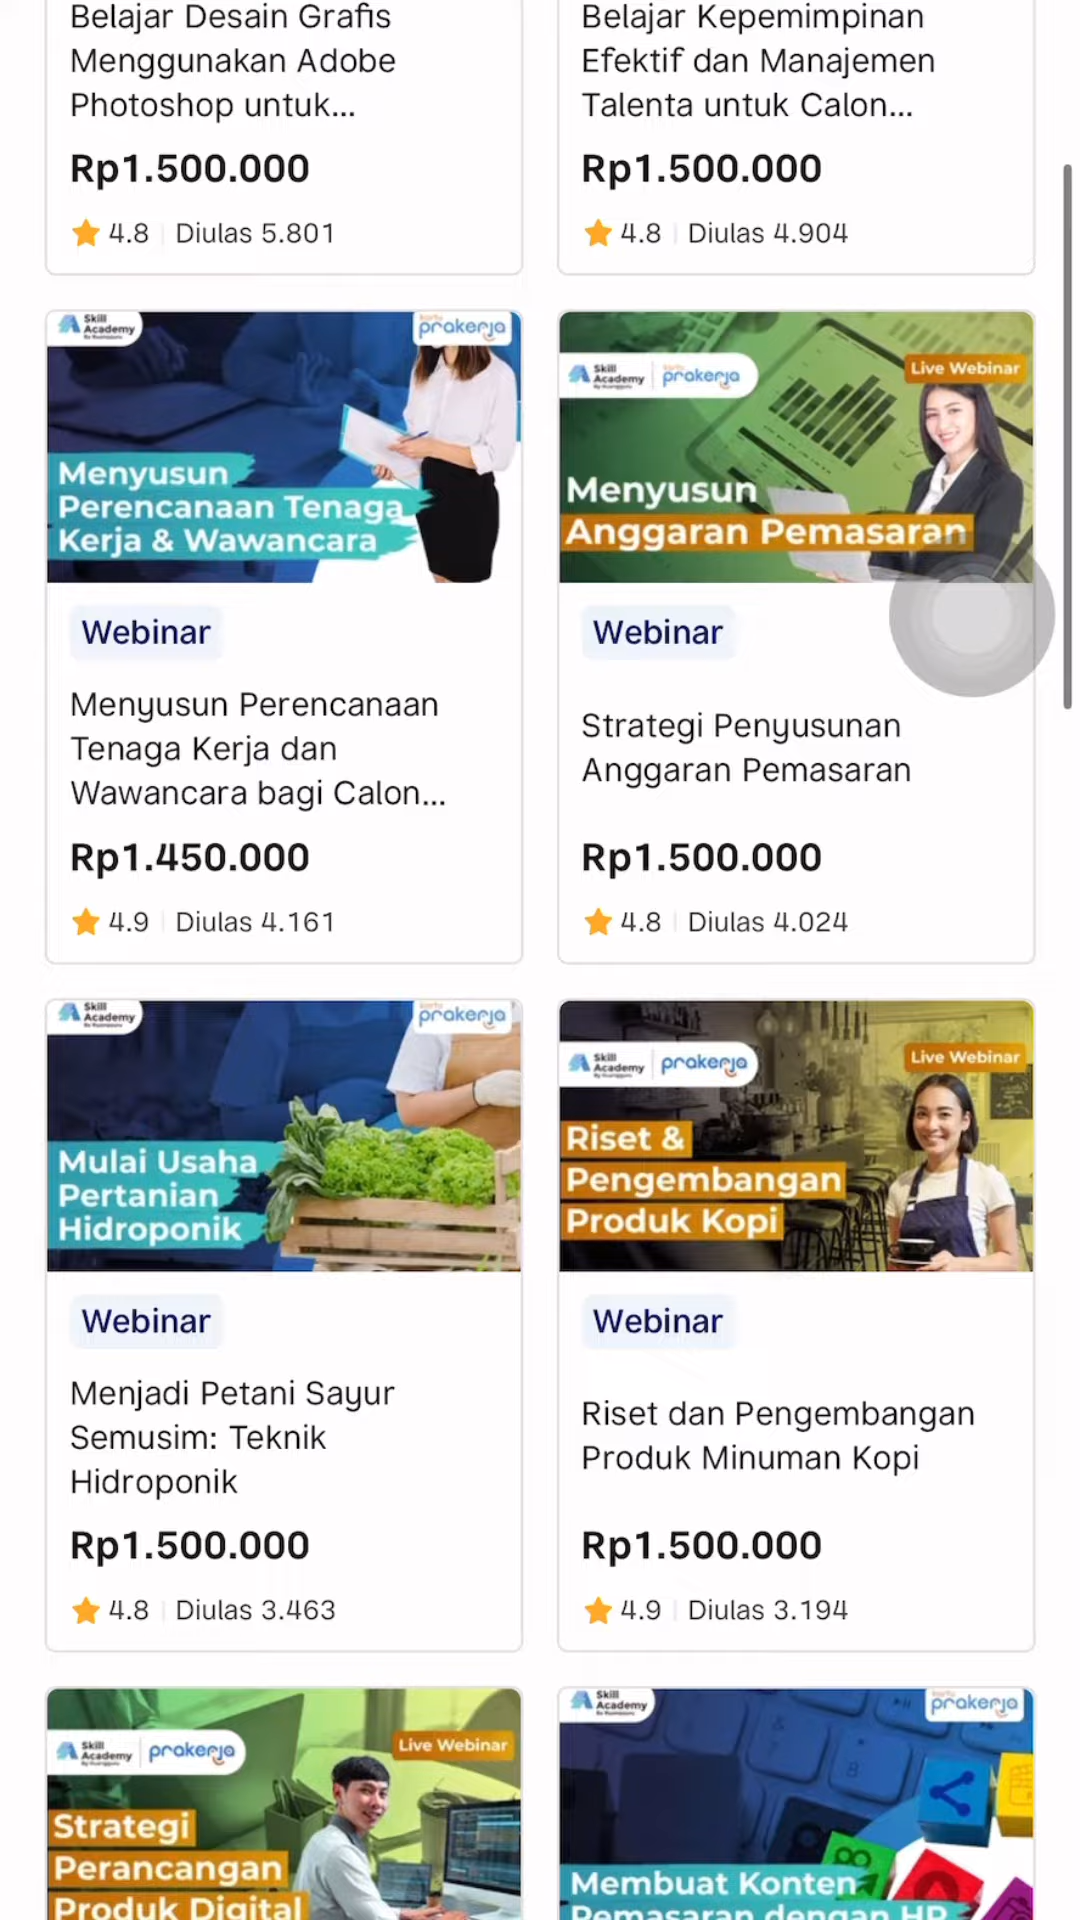 Belajar Desain Grafis
Menggunakan Adobe
Photoshop untuk...
Rp1.500.000
4.8 Diulas 5.801
Belajar Kepemimpinan
Efektif dan Manajemen
Talenta untuk Calon...
Rp1.500.000
4.8 Diulas 4.904
Skill
Academy
prakerja
Menyusun
Perencanaan Tenaga
Kerja & Wawancara
Webinar
Menyusun Perencanaan
Tenaga Kerja dan
Wawancara bagi Calon...
Rp1.450.000
4.9 Diulas 4.161
Skill
Academy
prakerja
Live Webinar
Menyusun
Anggaran Pemasaran
Webinar
Strategi Penyusunan
Anggaran Pemasaran
Rp1.500.000
4.8 Diulas 4.024
Skill
Academy
prakerja
Mulai Usaha
Pertanian
Hidroponik
Webinar
Menjadi Petani Sayur
Semusim: Teknik
Hidroponik
Rp1.500.000
4.8 Diulas 3.463
Skill
Academy
prakerja
Live Webinar
Riset &
Pengembangan
Produk Kopi
Webinar
Riset dan Pengembangan
Produk Minuman Kopi
Rp1.500.000
4.9 Diulas 3.194
Skill
Academy
prakerja
Live Webinar
Strategi
Perancangan
Produk Digital
Skill
Academy
prakerja
Membuat Konten
Pemasaran dengan HP